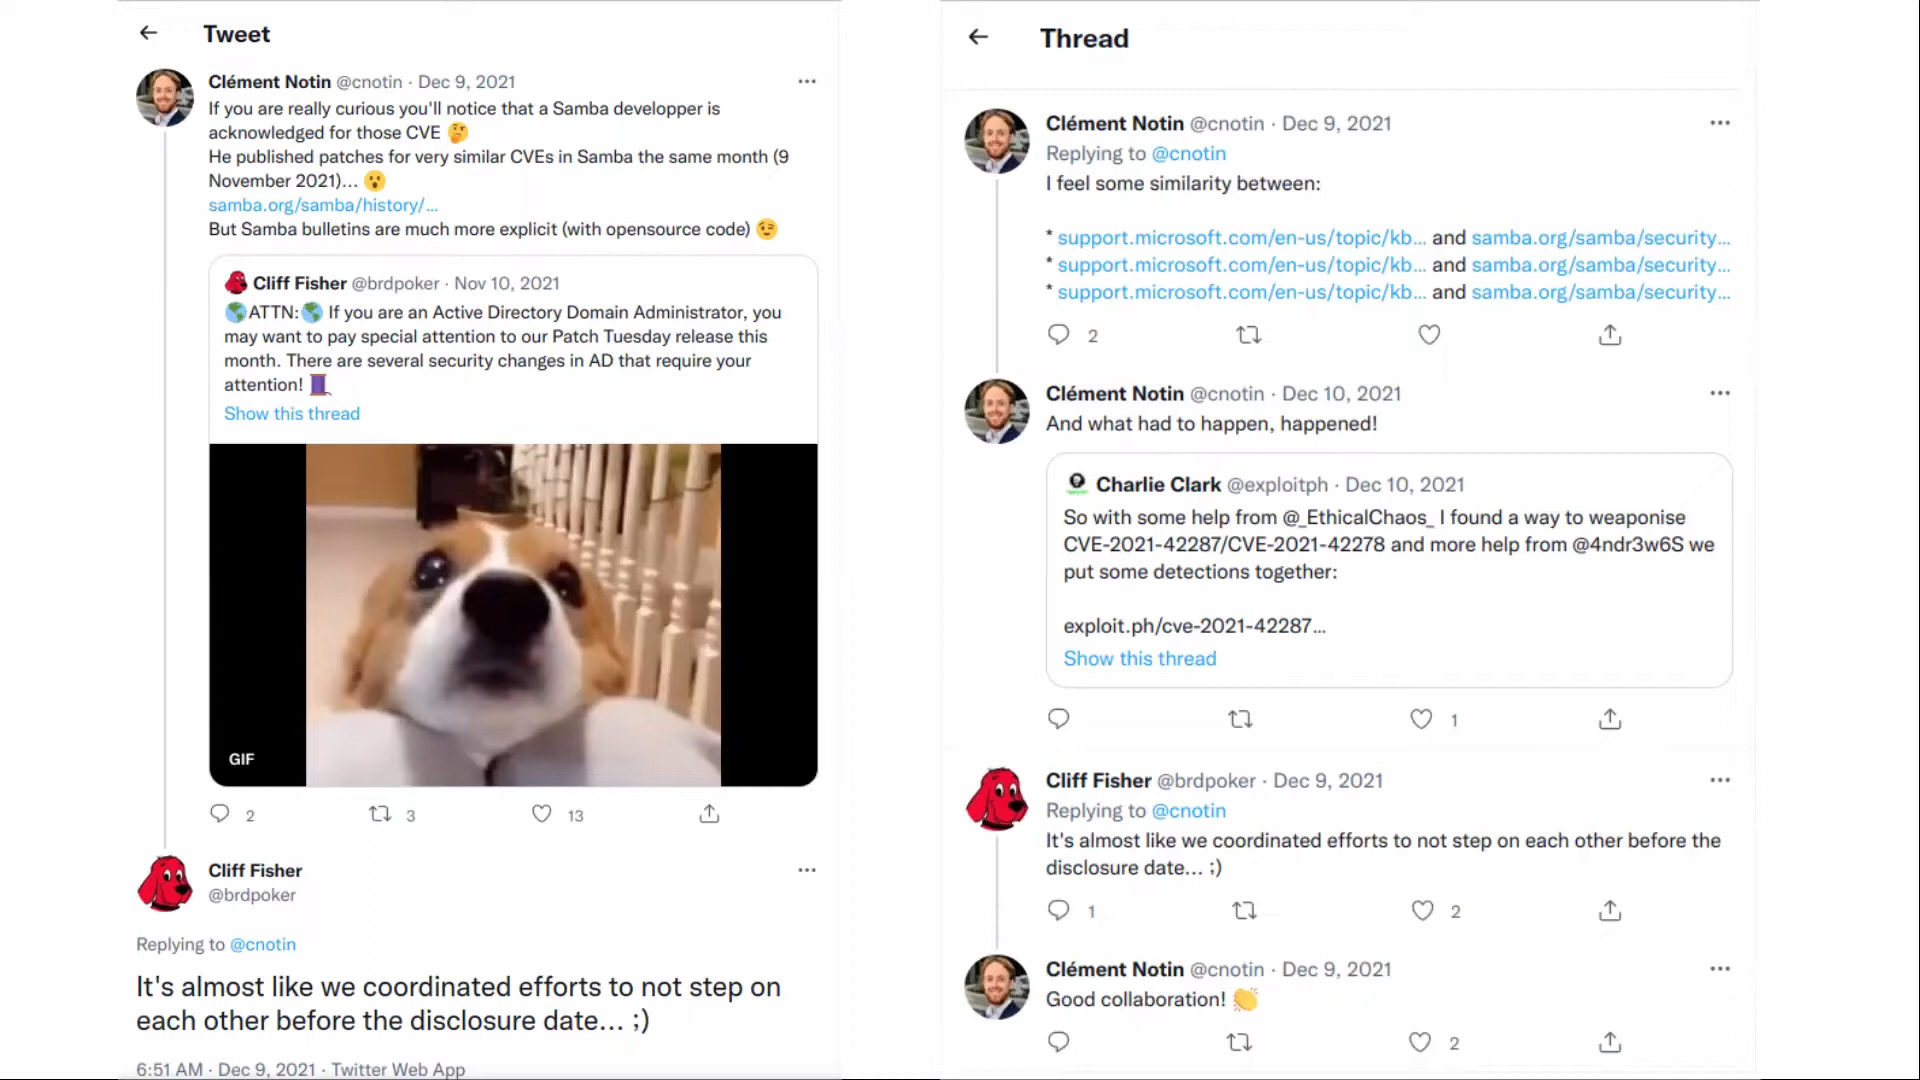 Tweet
Clément Notin @cnotin · Dec 9, 2021
If you are really curious you'll notice that a Samba developper is
acknowledged for those CVE 🤔
He published patches for very similar CVEs in Samba the same month (9
November 2021)... 😮
samba.org/samba/history/...
But Samba bulletins are much more explicit (with opensource code) 😉
Cliff Fisher @brdpoker · Nov 10, 2021
🌎ATTN:🌎 If you are an Active Directory Domain Administrator, you
may want to pay special attention to our Patch Tuesday release this
month. There are several security changes in AD that require your
attention! 🧵
Show this thread
GIF
2 3 13
Cliff Fisher
@brdpoker
Replying to @cnotin
It's almost like we coordinated efforts to not step on
each other before the disclosure date... ;)
6:51 AM · Dec 9, 2021 · Twitter Web App
Thread
Clément Notin @cnotin · Dec 9, 2021
Replying to @cnotin
I feel some similarity between:
* support.microsoft.com/en-us/topic/kb... and samba.org/samba/security...
* support.microsoft.com/en-us/topic/kb... and samba.org/samba/security...
* support.microsoft.com/en-us/topic/kb... and samba.org/samba/security...
2
Clément Notin @cnotin · Dec 10, 2021
And what had to happen, happened!
Charlie Clark @exploitph · Dec 10, 2021
So with some help from @_EthicalChaos_ I found a way to weaponise
CVE-2021-42287/CVE-2021-42278 and more help from @4ndr3w6S we
put some detections together:
exploit.ph/cve-2021-42287...
Show this thread
1
Cliff Fisher @brdpoker · Dec 9, 2021
Replying to @cnotin
It's almost like we coordinated efforts to not step on each other before the
disclosure date... ;)
1 2
Clément Notin @cnotin · Dec 9, 2021
Good collaboration! 👏
2